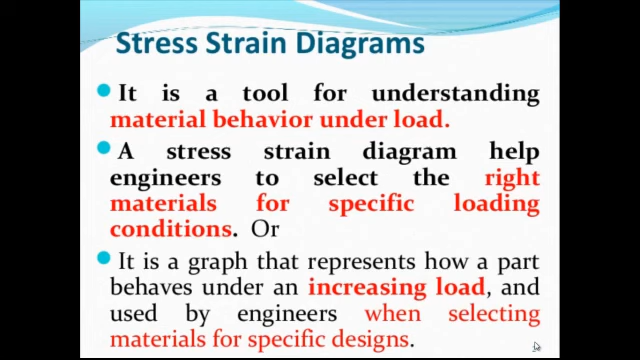 Stress Strain Diagrams
It is a tool for understanding
material behavior under load.
A stress strain diagram help
engineers to select the right
materials for specific loading
conditions. Or
It is a graph that represents how a part
behaves under an increasing load, and
used by engineers when selecting
materials for specific designs.